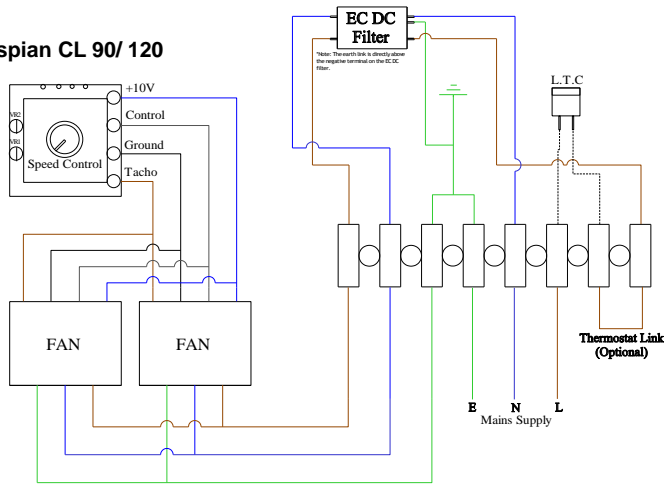 spian CL 90/ 120
EC DC
Filter
*Note: The earth link is directly above
the negative terminal on the EC DC
filter.
L.T.C
+10V
Control
Ground
Tacho
VR2
VR1
Speed Control
FAN
FAN
Thermostat Link
(Optional)
E N L
Mains Supply